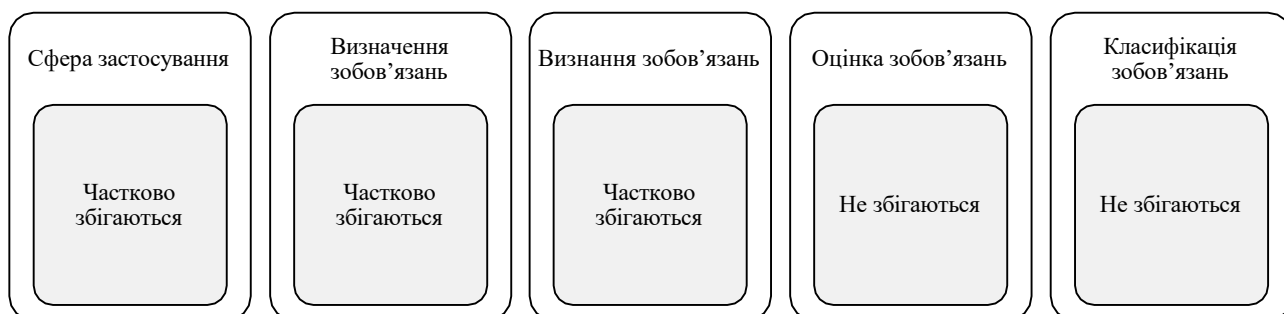 Сфера застосування
Частково
збігаються
Визначення
зобов’язань
Частково
збігаються
Визнання зобов’язань
Частково
збігаються
Оцінка зобов’язань
Не збігаються
Класифікація
зобов’язань
Не збігаються